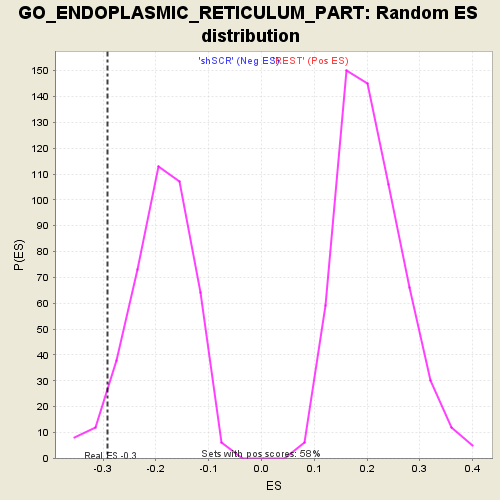 GO_ENDOPLASMIC_RETICULUM_PART: Random ES
distribution
'shSCR' (Neg ES) 'REST' (Pos ES)
150
140
130
120
110
100
90
80
70
60
50
40
30
20
10
0
P(ES)
Real ES -0.3
Sets with pos scores: 58%
-0.3 -0.2 -0.1 0.0 0.1 0.2 0.3 0.4
ES